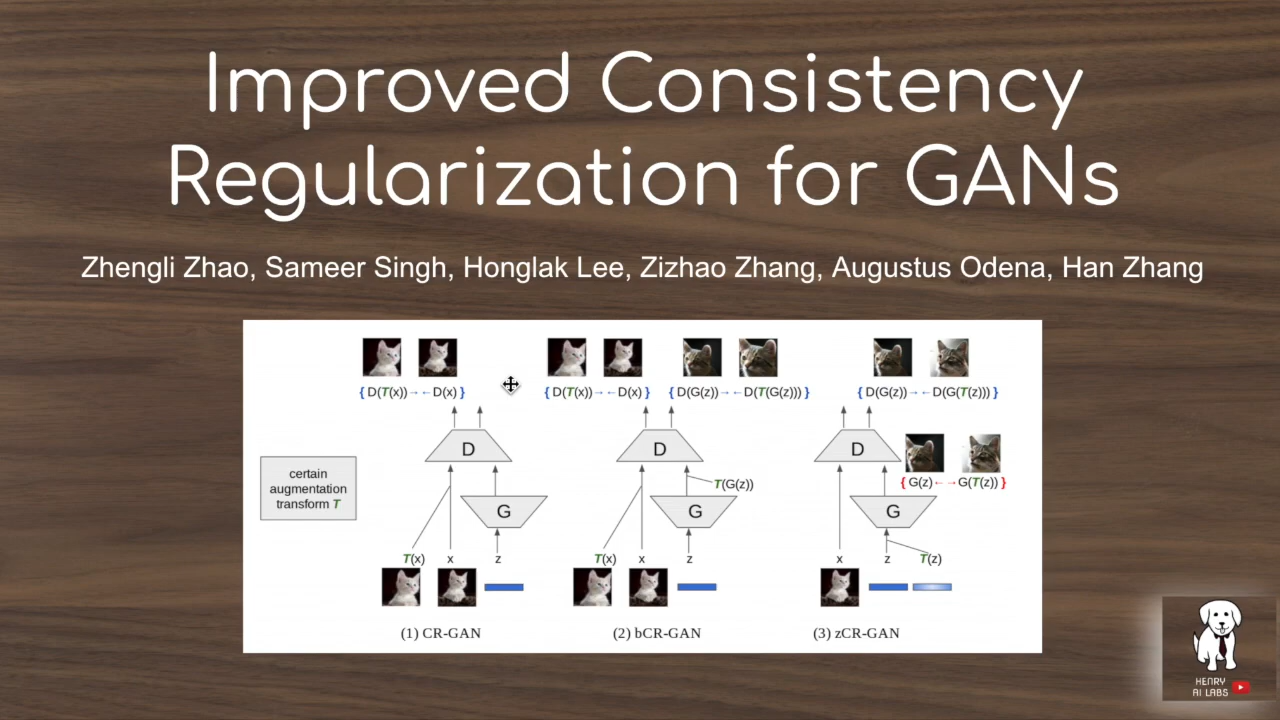 Improved Consistency
Regularization for GANs
Zhengli Zhao, Sameer Singh, Honglak Lee, Zizhao Zhang, Augustus Odena, Han Zhang
{ D(T(x))→←D(x) }
{ D(T(x))→←D(x) }
{ D(G(z))→←D(T(G(z))) }
{ D(G(z))→←D(G(T(z))) }
certain
augmentation
transform T
D
G
T(x)
x
z
(1) CR-GAN
D
T(G(z))
G
T(x)
x
z
(2) bCR-GAN
D
{ G(z)←→G(T(z)) }
G
x
z
T(z)
(3) zCR-GAN
HENRY
AI LABS